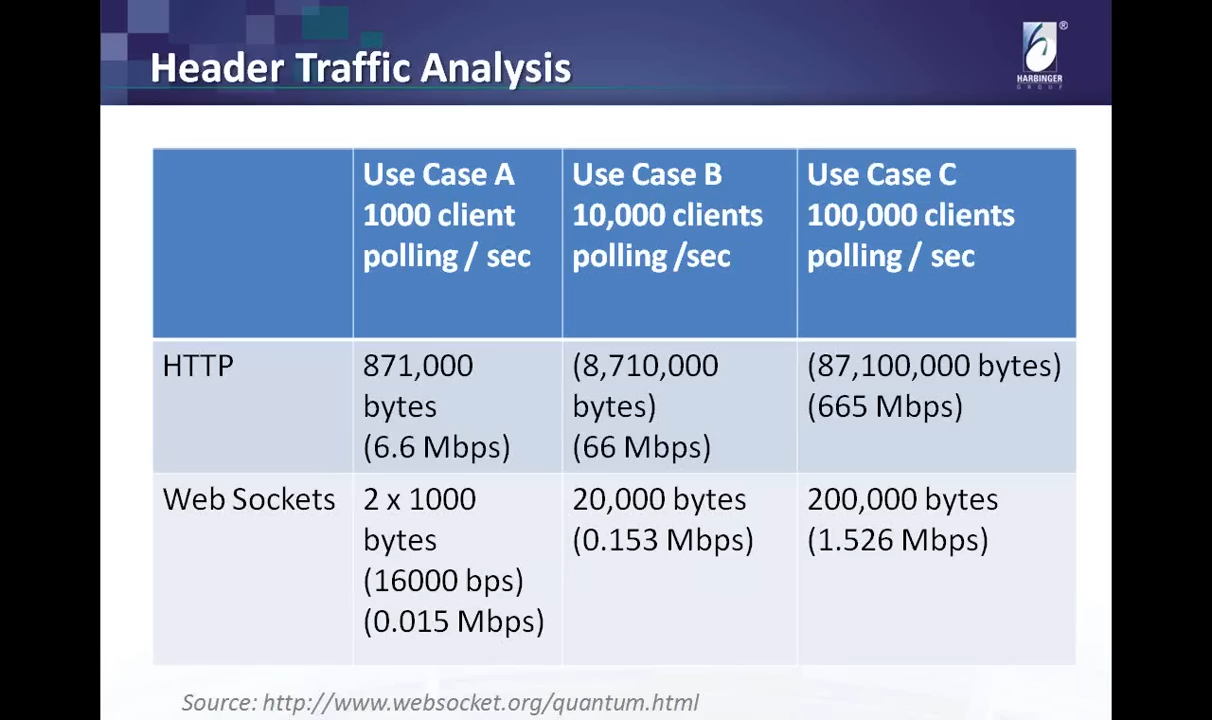 Header Traffic Analysis
®
HARBINGER
GROUP
Use Case A
1000 client
polling / sec
Use Case B
10,000 clients
polling /sec
Use Case C
100,000 clients
polling / sec
HTTP
871,000
bytes
(6.6 Mbps)
(8,710,000
bytes)
(66 Mbps)
(87,100,000 bytes)
(665 Mbps)
Web Sockets
2 x 1000
bytes
(16000 bps)
(0.015 Mbps)
20,000 bytes
(0.153 Mbps)
200,000 bytes
(1.526 Mbps)
Source: http://www.websocket.org/quantum.html